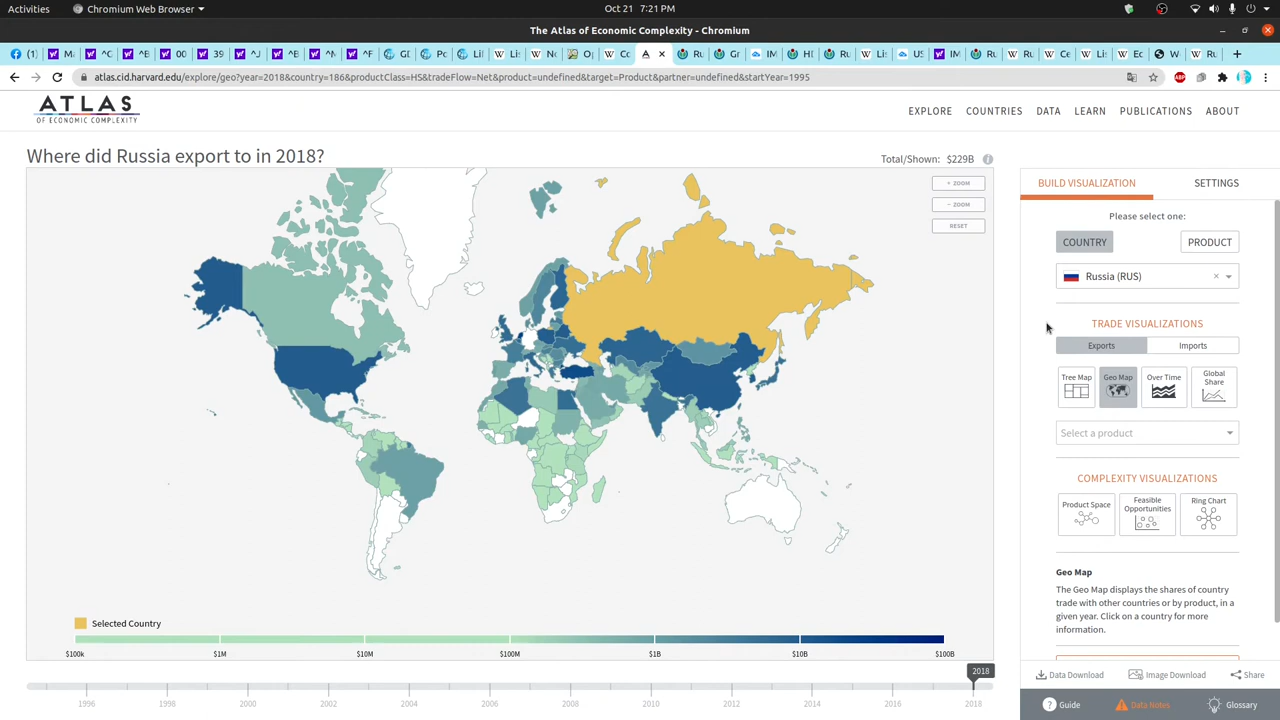 Activities
Chromium Web Browser
Oct 21 7:21 PM
The Atlas of Economic Complexity - Chromium
atlas.cid.harvard.edu/explore/geo?year=2018&country=186&productClass=HS&tradeFlow=Net&product=undefined&target=Product&partner=undefined&startYear=1995
ATLAS
OF ECONOMIC COMPLEXITY
EXPLORE COUNTRIES DATA LEARN PUBLICATIONS ABOUT
Where did Russia export to in 2018?
Total/Shown: $229B
+ ZOOM
− ZOOM
RESET
Selected Country
$100k $1M $10M $100M $1B $10B $100B
2018
1996 1998 2000 2002 2004 2006 2008 2010 2012 2014 2016 2018
BUILD VISUALIZATION SETTINGS
Please select one:
COUNTRY PRODUCT
Russia (RUS)
TRADE VISUALIZATIONS
Exports Imports
Tree Map
Geo Map
Over Time
Global
Share
Select a product
COMPLEXITY VISUALIZATIONS
Product Space
Feasible
Opportunities
Ring Chart
Geo Map
The Geo Map displays the shares of country
trade with other countries or by product, in a
given year. Click on a country for more
information.
Data Download Image Download Share
Guide Data Notes Glossary